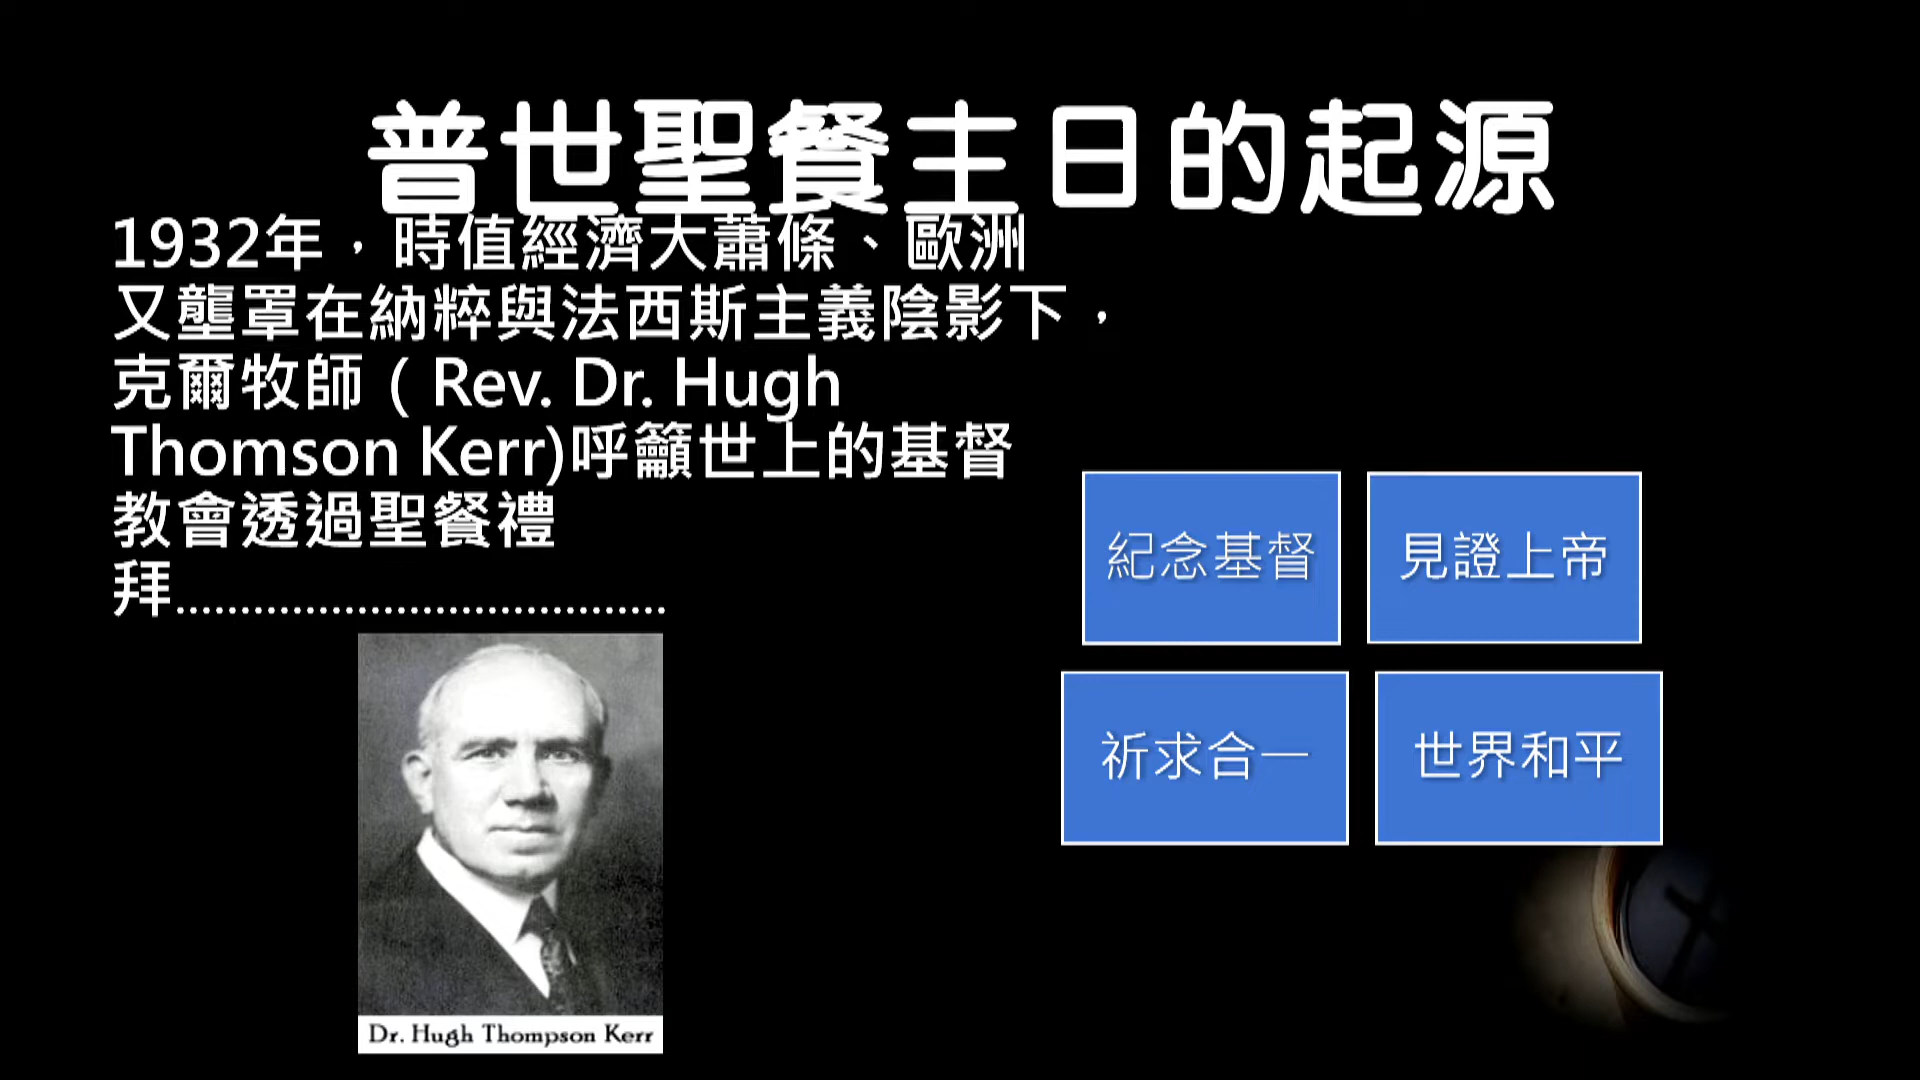 普世聖餐主日的起源
1932年，時值經濟大蕭條、歐洲
又壟罩在納粹與法西斯主義陰影下，
克爾牧師（Rev. Dr. Hugh
Thomson Kerr)呼籲世上的基督
教會透過聖餐禮
拜......................................
紀念基督
見證上帝
祈求合一
世界和平
Dr. Hugh Thompson Kerr